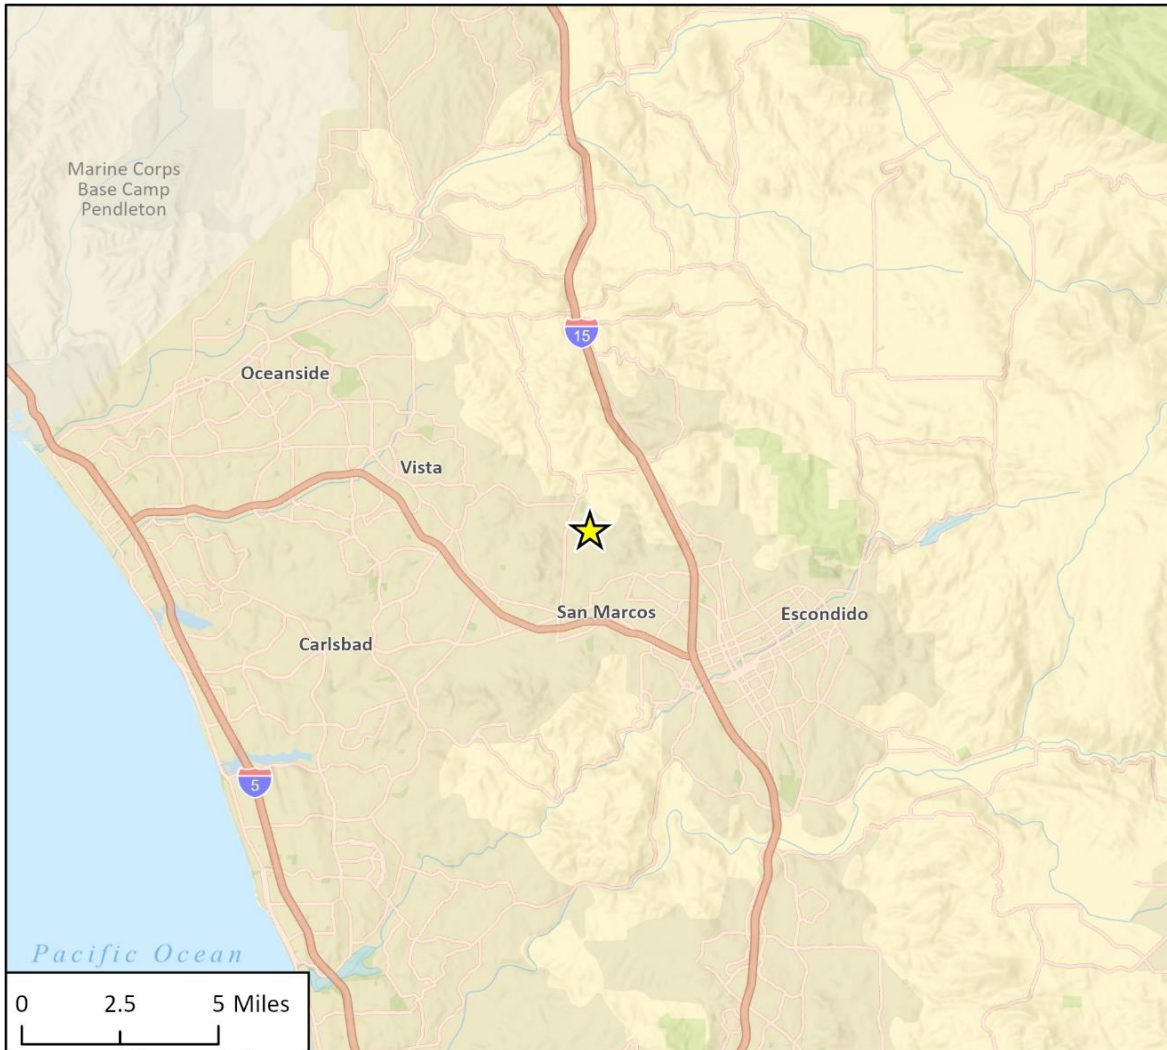 Marine Corps
Base Camp
Pendleton
15
Oceanside
Vista
San Marcos
Escondido
Carlsbad
5
Pacific Ocean
0 2.5 5 Miles